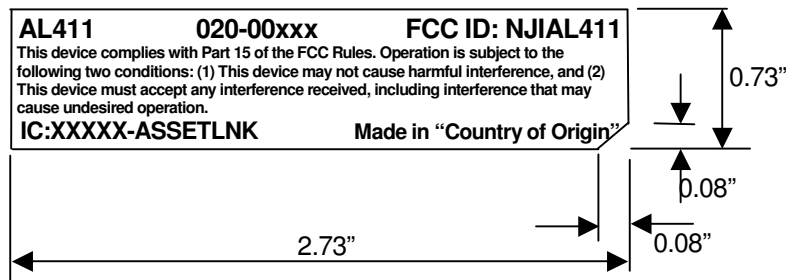 AL411 020-00xxx FCC ID: NJIAL411
This device complies with Part 15 of the FCC Rules. Operation is subject to the
following two conditions: (1) This device may not cause harmful interference, and (2)
This device must accept any interference received, including interference that may
cause undesired operation.
IC:XXXXX-ASSETLNK Made in “Country of Origin”
0.73”
0.08”
0.08”
2.73”